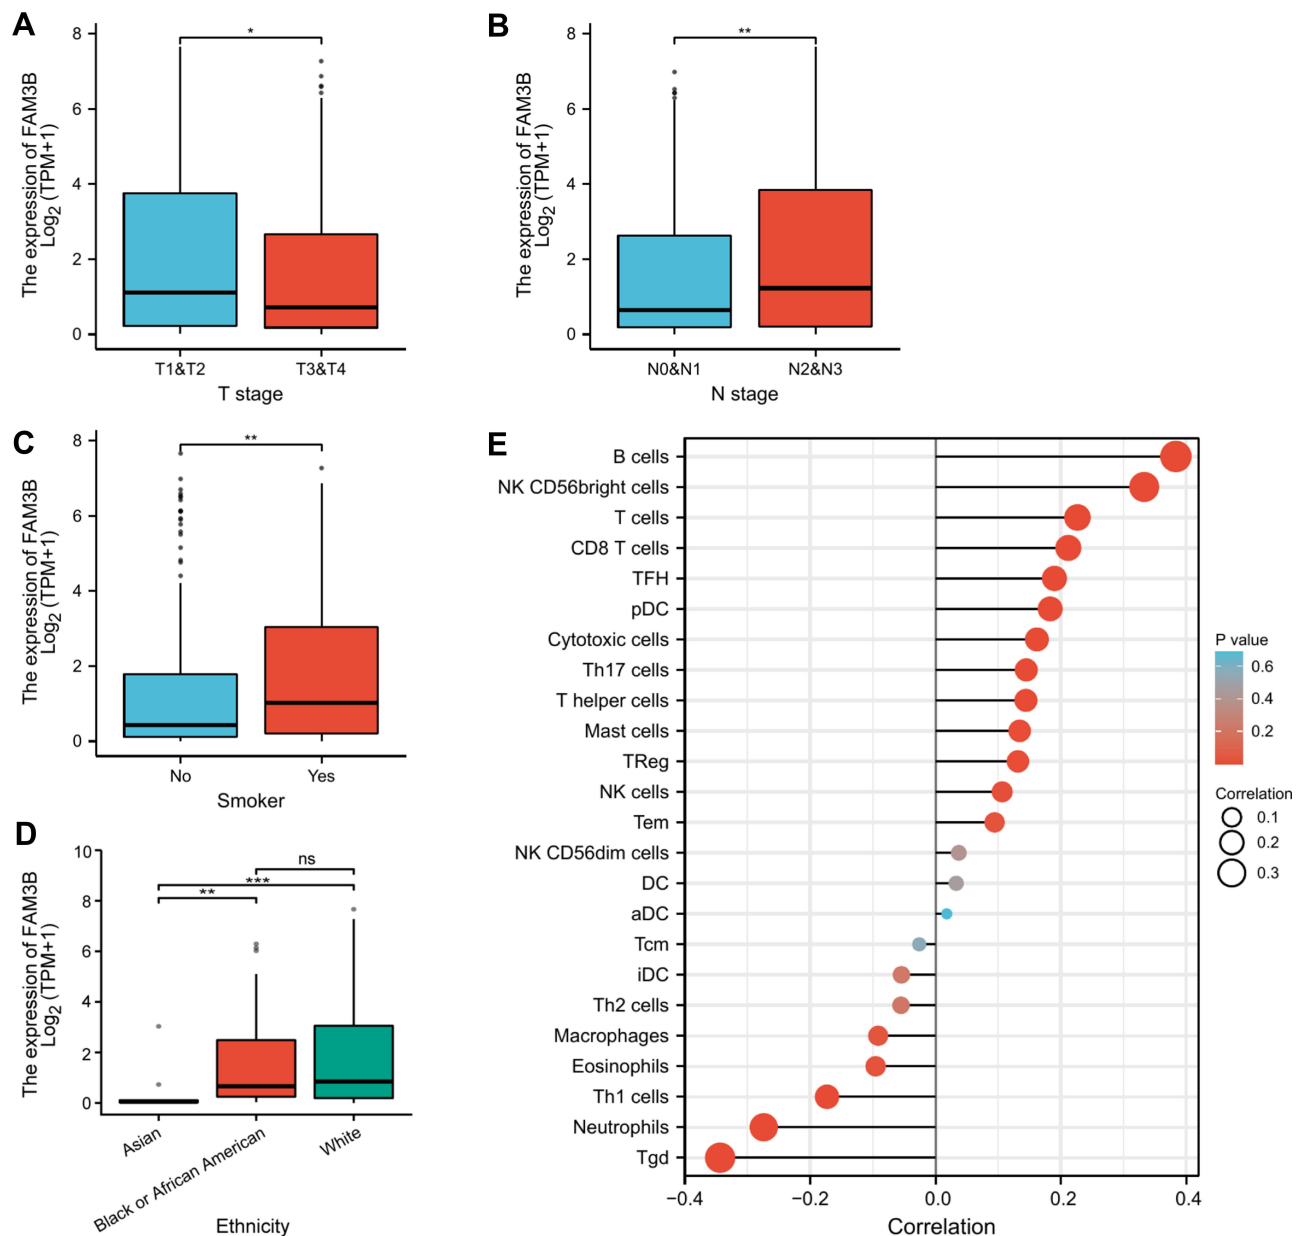 A
The expression of FAM3B
Log2 (TPM+1)
8
6
4
2
0
*
T1&T2
T3&T4
T stage
B
The expression of FAM3B
Log2 (TPM+1)
8
6
4
2
0
**
N0&N1
N2&N3
N stage
C
The expression of FAM3B
Log2 (TPM+1)
8
6
4
2
0
**
No
Yes
Smoker
D
The expression of FAM3B
Log2 (TPM+1)
10
8
6
4
2
0
ns
***
**
Asian
Black or African American
White
Ethnicity
E
B cells
NK CD56bright cells
T cells
CD8 T cells
TFH
pDC
Cytotoxic cells
Th17 cells
T helper cells
Mast cells
TReg
NK cells
Tem
NK CD56dim cells
DC
aDC
Tcm
iDC
Th2 cells
Macrophages
Eosinophils
Th1 cells
Neutrophils
Tgd
−0.4
−0.2
0.0
0.2
0.4
Correlation
P value
0.6
0.4
0.2
Correlation
0.1
0.2
0.3